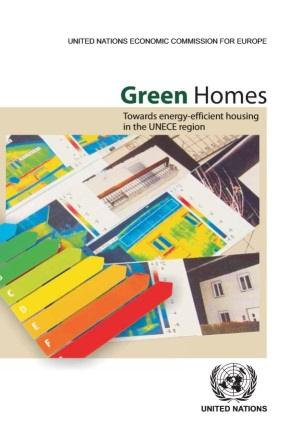 UNITED NATIONS ECONOMIC COMMISSION FOR EUROPE
Green Homes
Towards energy-efficient housing
in the UNECE region
C
D
E
F
UNITED NATIONS